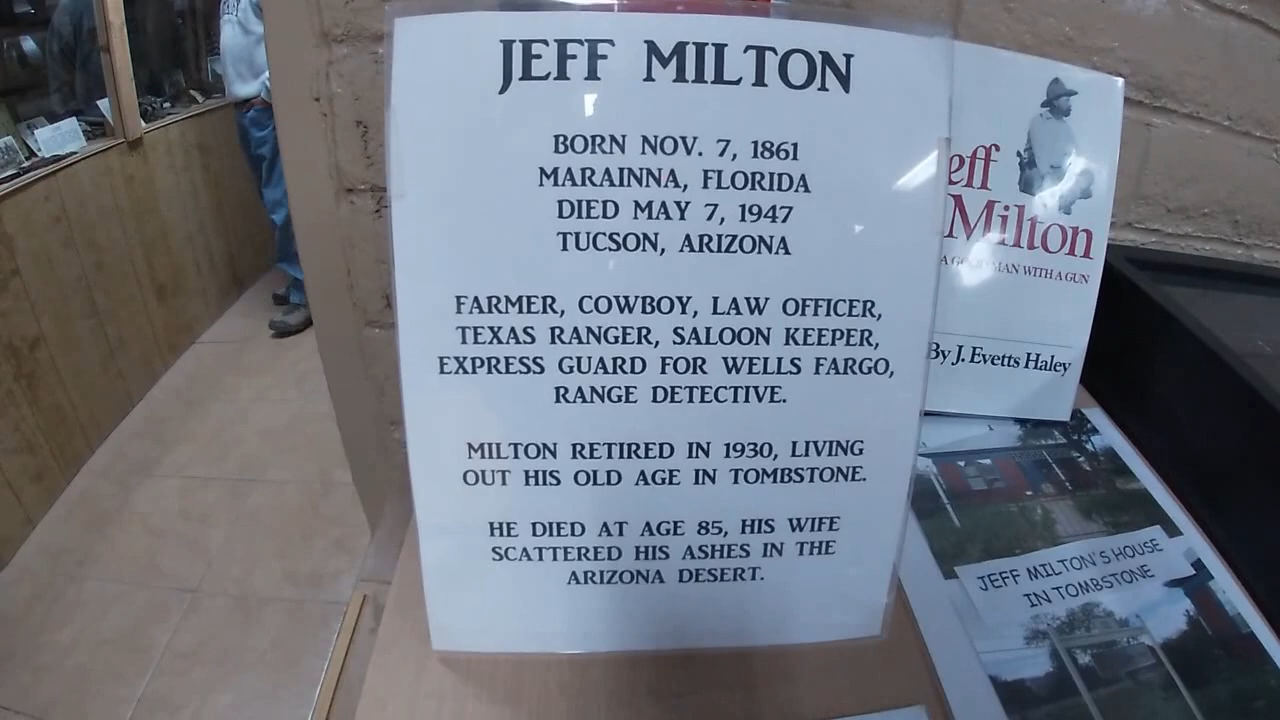 JEFF MILTON
BORN NOV. 7, 1861
MARAINNA, FLORIDA
DIED MAY 7, 1947
TUCSON, ARIZONA
FARMER, COWBOY, LAW OFFICER,
TEXAS RANGER, SALOON KEEPER,
EXPRESS GUARD FOR WELLS FARGO,
RANGE DETECTIVE.
MILTON RETIRED IN 1930, LIVING
OUT HIS OLD AGE IN TOMBSTONE.
HE DIED AT AGE 85, HIS WIFE
SCATTERED HIS ASHES IN THE
ARIZONA DESERT.
Jeff
Milton
A GOOD MAN WITH A GUN
By J. Evetts Haley
JEFF MILTON'S HOUSE
IN TOMBSTONE